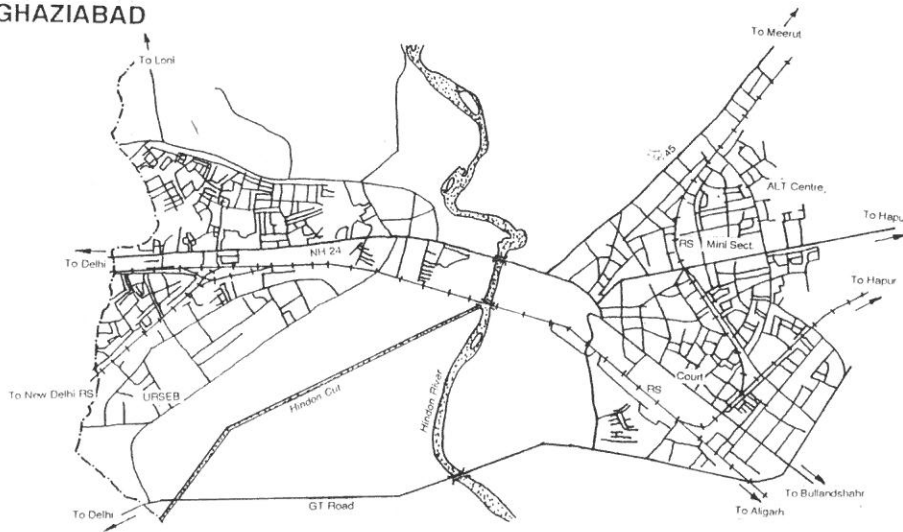 GHAZIABAD
To Loni
To Meerut
ALT Centre
To Hapur
RS
Mini Sect.
NH 24
To Delhi
To Hapur
Court
RS
To New Delhi RS
URSEB
Hindon Cut
Hindon River
GT Road
To Delhi
To Aligarh
To Bullandshahr